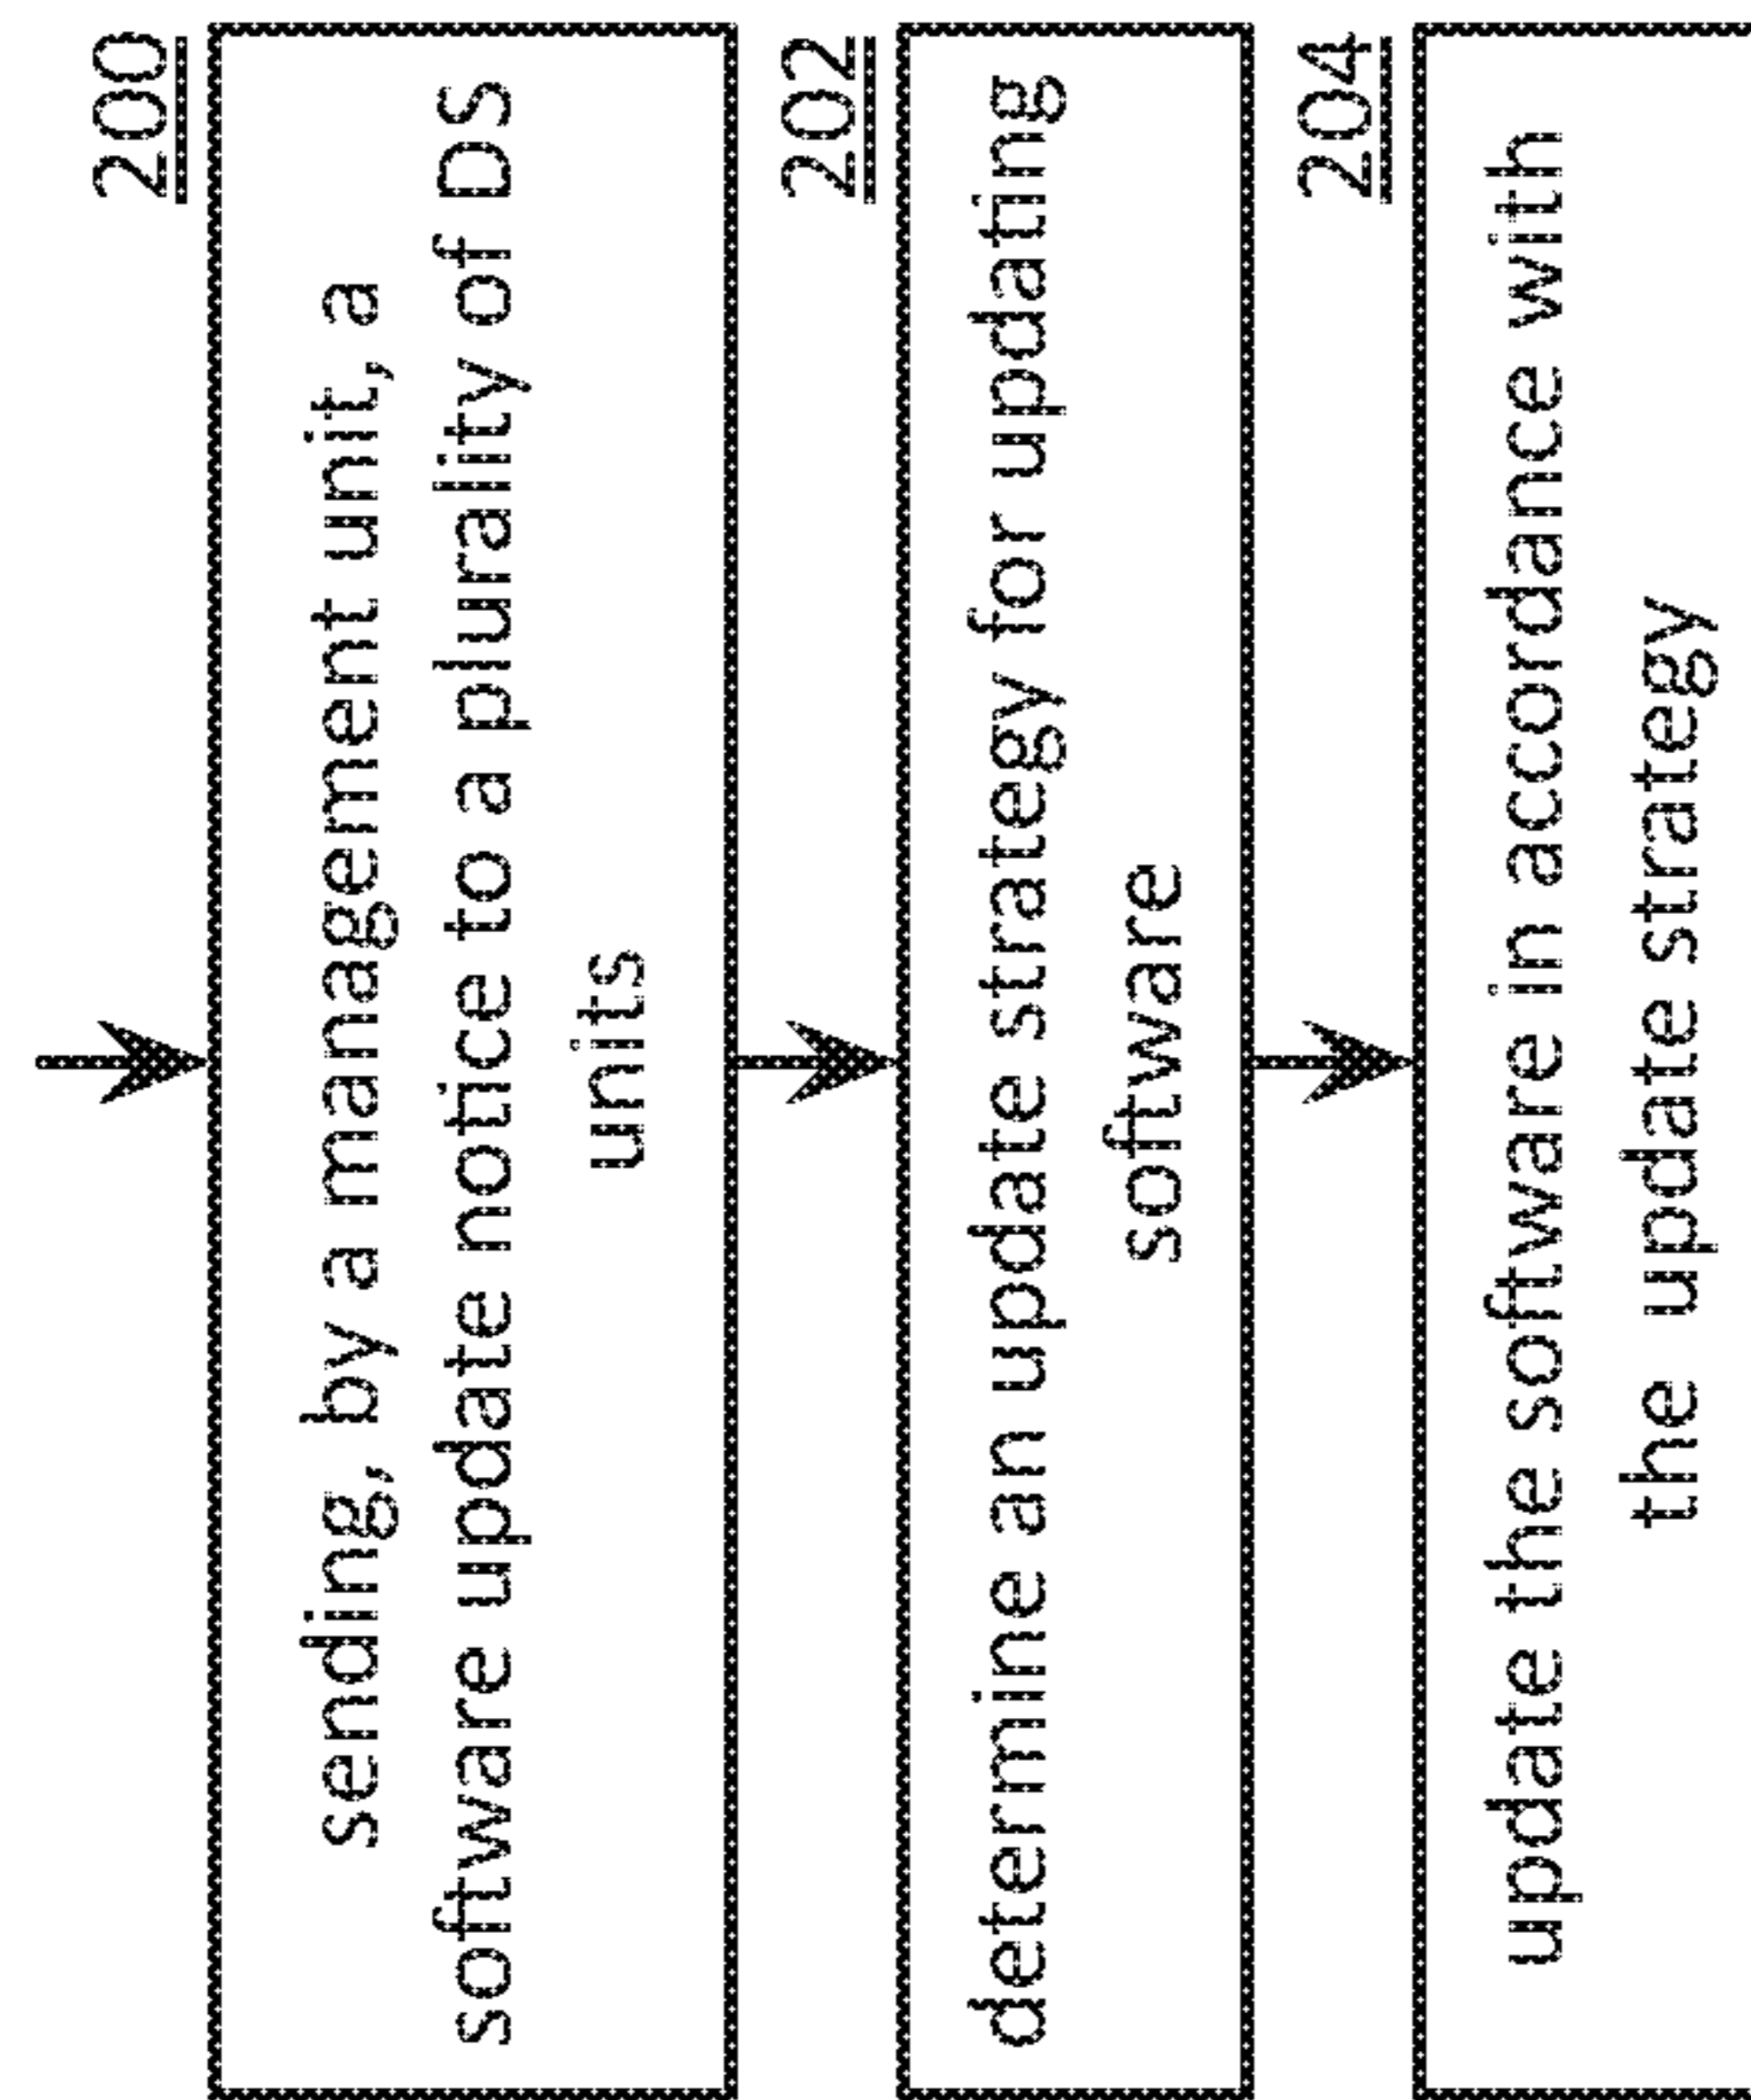 200
sending, by a management unit, a
software update notice to a plurality of DS
units
202
determine an update strategy for updating
software
204
update the software in accordance with
the update strategy